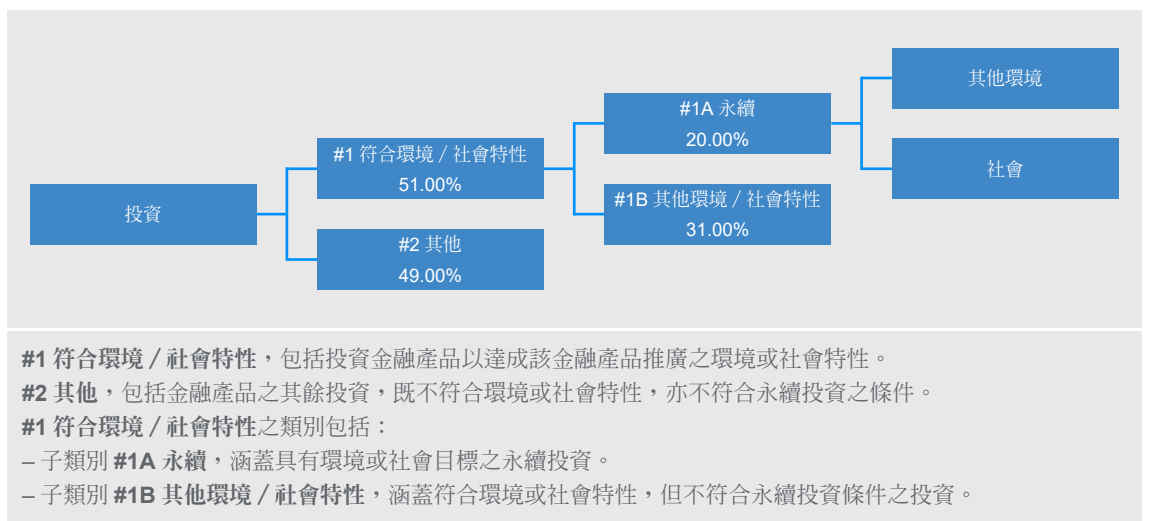 其他環境
#1A 永續
20.00%
#1 符合環境／社會特性
51.00%
社會
投資
#1B 其他環境／社會特性
31.00%
#2 其他
49.00%
#1 符合環境／社會特性，包括投資金融產品以達成該金融產品推廣之環境或社會特性。
#2 其他，包括金融產品之其餘投資，既不符合環境或社會特性，亦不符合永續投資之條件。
#1 符合環境／社會特性之類別包括：
– 子類別 #1A 永續，涵蓋具有環境或社會目標之永續投資。
– 子類別 #1B 其他環境／社會特性，涵蓋符合環境或社會特性，但不符合永續投資條件之投資。